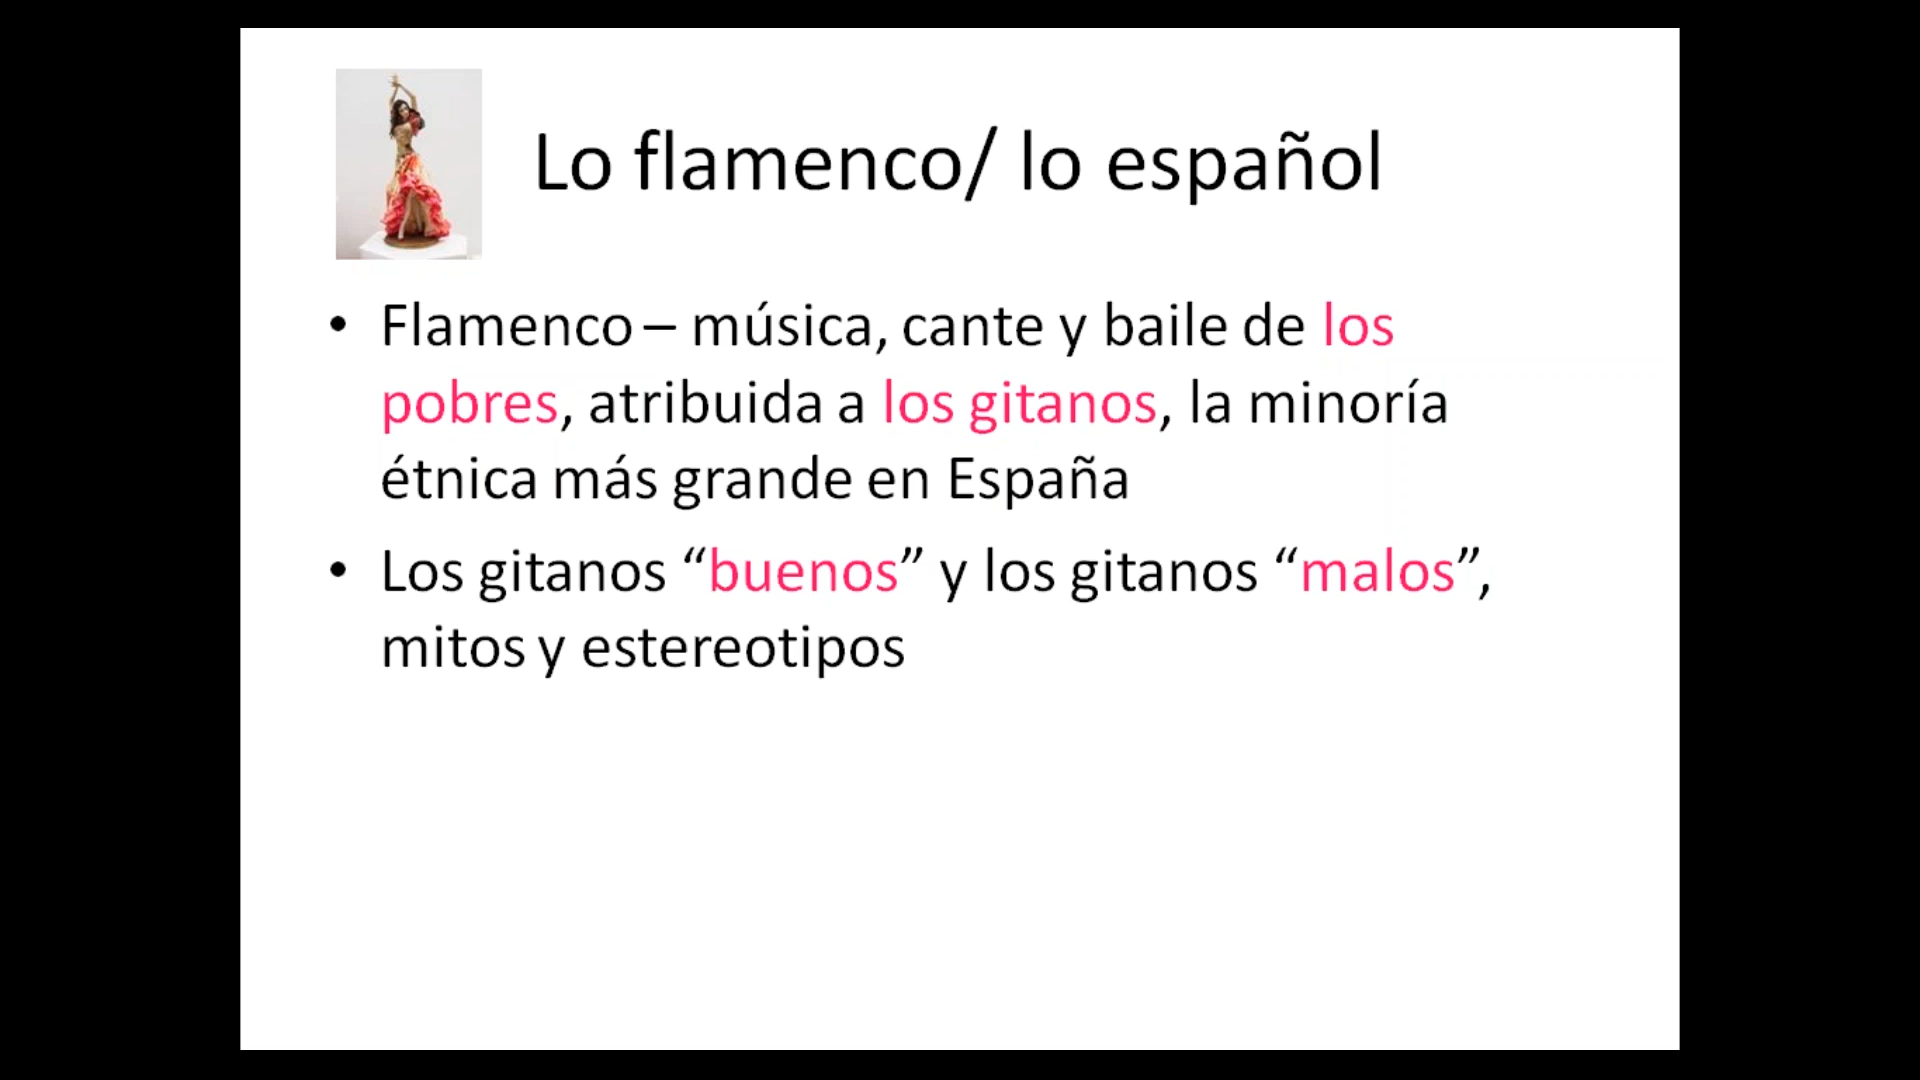 Lo flamenco/ lo español
• Flamenco – música, cante y baile de los
pobres, atribuida a los gitanos, la minoría
étnica más grande en España
• Los gitanos “buenos” y los gitanos “malos”,
mitos y estereotipos